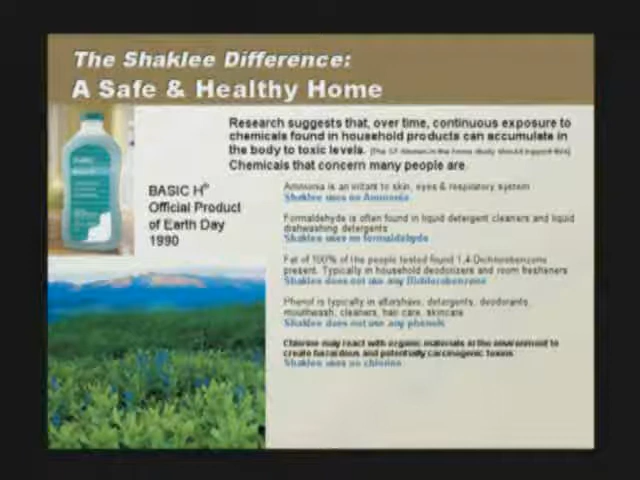 The Shaklee Difference:
A Safe & Healthy Home
Research suggests that, over time, continuous exposure to
chemicals found in household products can accumulate in
the body to toxic levels.
Chemicals that concern many people are
BASIC H®
Official Product
of Earth Day
1990
Ammonia is an irritant to skin, eyes & respiratory system
Shaklee uses no Ammonia
Formaldehyde is often found in liquid detergent cleaners and liquid
dishwashing detergents
Shaklee uses no formaldehyde
Fat of 100% of the people tested found 1,4-Dichlorobenzene
present. Typically in household deodorizers and room fresheners
Shaklee does not use any Dichlorobenzene
Phenol is typically in aftershave, detergents, deodorants,
mouthwash, cleaners, hair care, skincare
Shaklee does not use any phenols
Chlorine may react with organic materials in the environment to
create hazardous and potentially carcinogenic toxins
Shaklee uses no chlorine